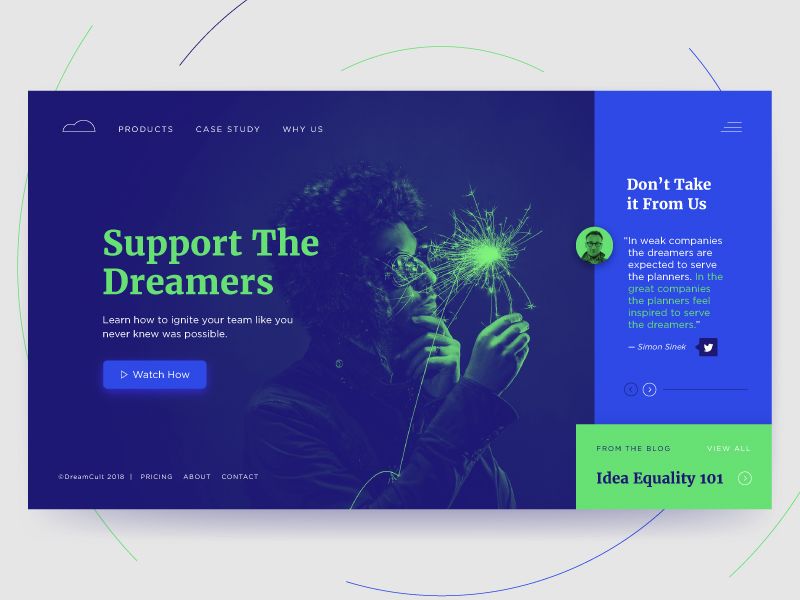 PRODUCTS CASE STUDY WHY US
Support The
Dreamers
Learn how to ignite your team like you
never knew was possible.
Watch How
©DreamCult 2018 | PRICING ABOUT CONTACT
Don’t Take
it From Us
“In weak companies
the dreamers are
expected to serve
the planners. In the
great companies
the planners feel
inspired to serve
the dreamers.”
— Simon Sinek
FROM THE BLOG VIEW ALL
Idea Equality 101